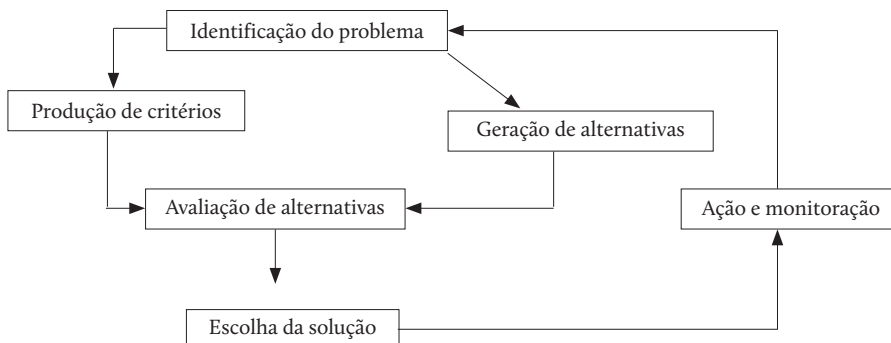 Identificação do problema
Produção de critérios
Geração de alternativas
Avaliação de alternativas
Ação e monitoração
Escolha da solução